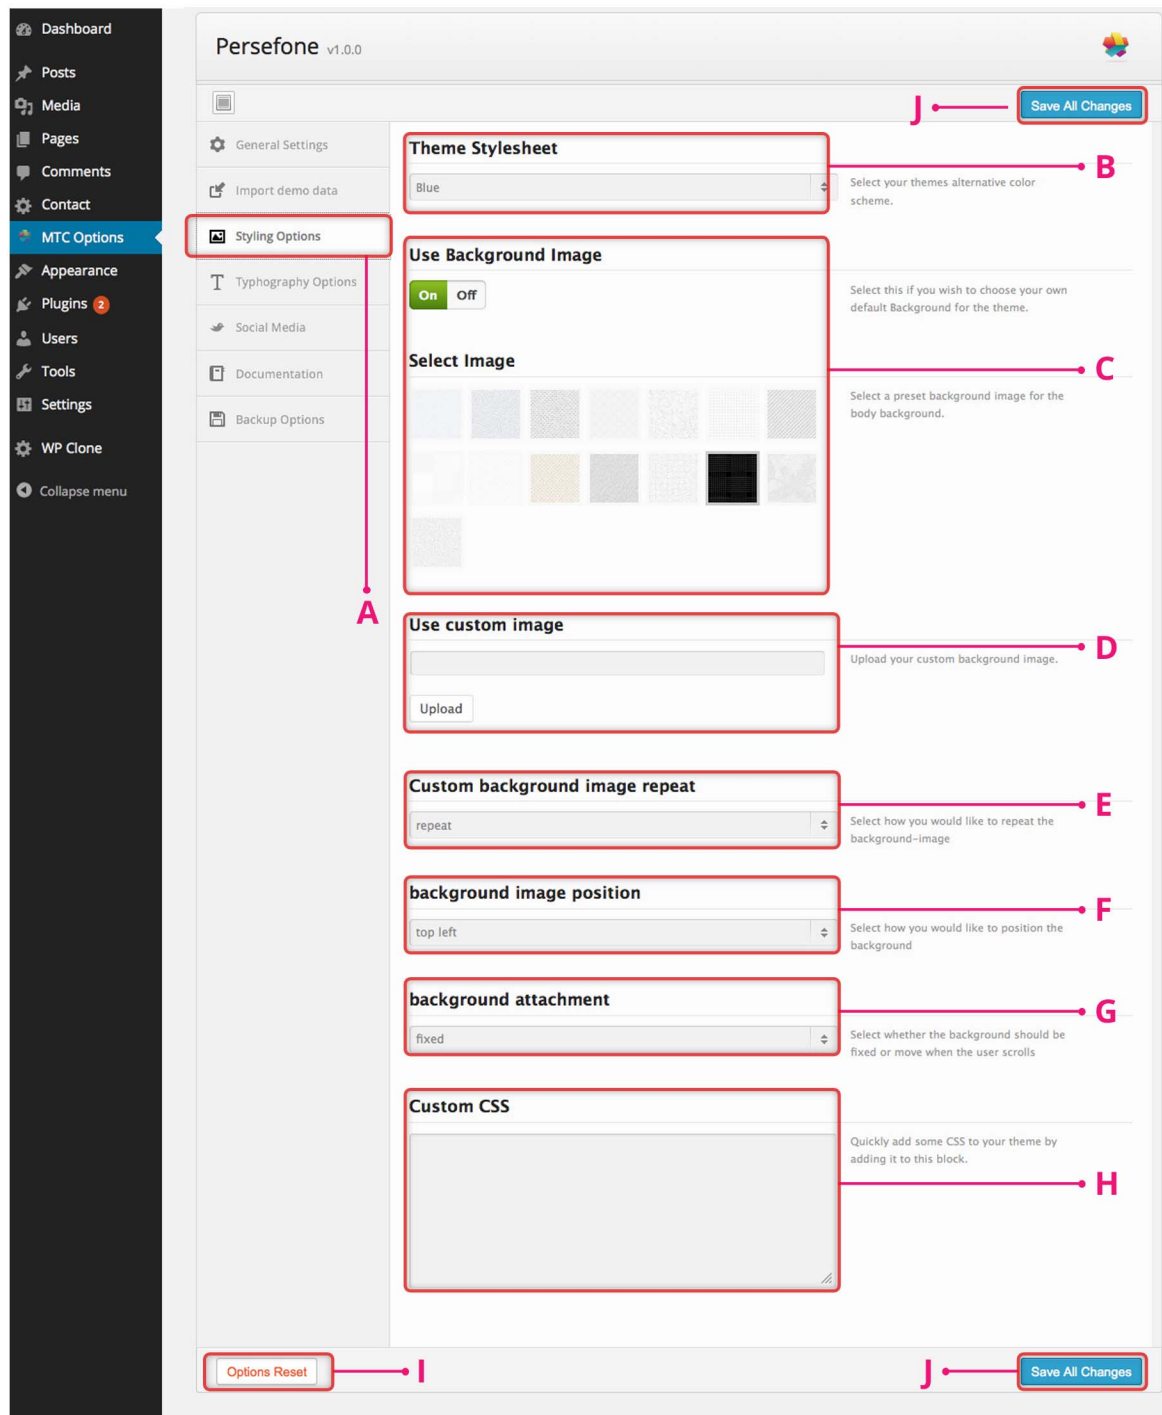 Dashboard
Posts
Media
Pages
Comments
Contact
MTC Options
Appearance
Plugins 2
Users
Tools
Settings
WP Clone
Collapse menu
Persefone v1.0.0
J
Save All Changes
General Settings
Import demo data
Styling Options
Typhography Options
Social Media
Documentation
Backup Options
A
Theme Stylesheet
Blue
B
Select your themes alternative color
scheme.
Use Background Image
On Off
Select this if you wish to choose your own
default Background for the theme.
Select Image
C
Select a preset background image for the
body background.
Use custom image
Upload
D
Upload your custom background image.
Custom background image repeat
repeat
E
Select how you would like to repeat the
background-image
background image position
top left
F
Select how you would like to position the
background
background attachment
fixed
G
Select whether the background should be
fixed or move when the user scrolls
Custom CSS
Quickly add some CSS to your theme by
adding it to this block.
H
Options Reset
I
J
Save All Changes